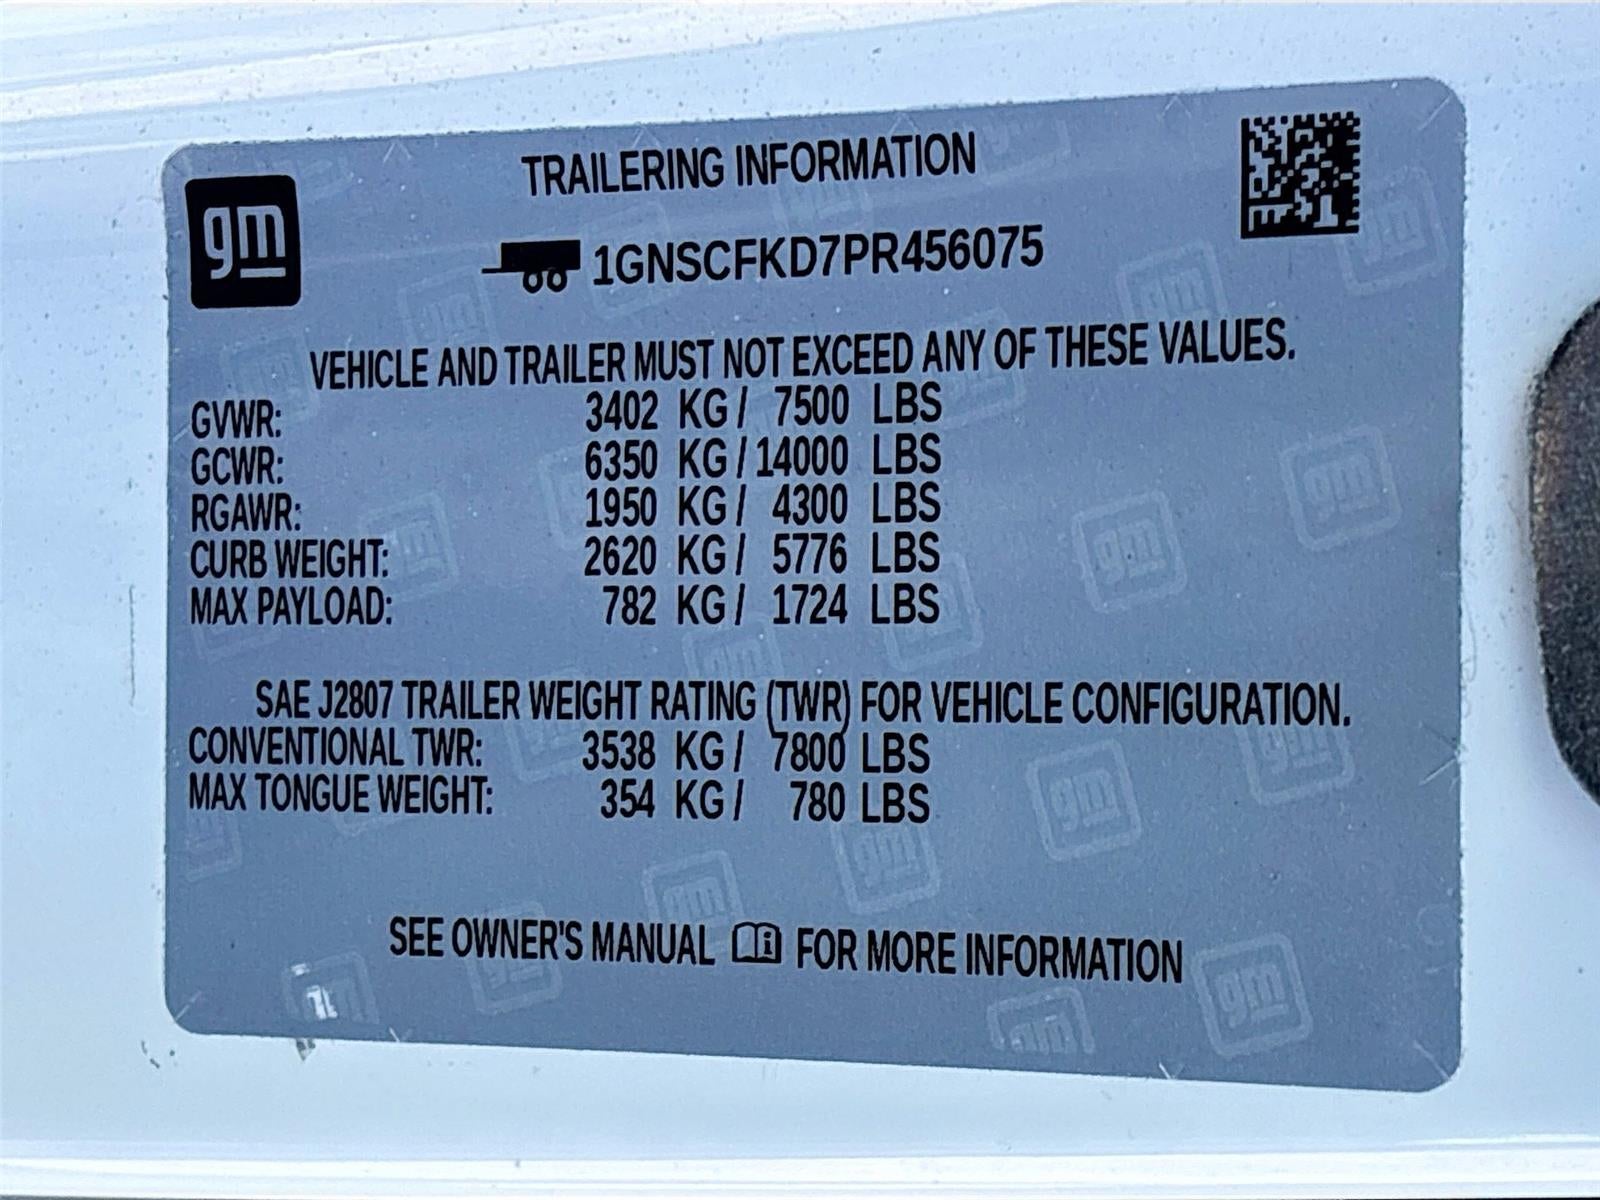 gm
TRAILERING INFORMATION
1GNSCFKD7PR456075
VEHICLE AND TRAILER MUST NOT EXCEED ANY OF THESE VALUES.
GVWR: 3402 KG/ 7500 LBS
GCWR: 6350 KG/14000 LBS
RGAWR: 1950 KG/ 4300 LBS
CURB WEIGHT: 2620 KG/ 5776 LBS
MAX PAYLOAD: 782 KG/ 1724 LBS
SAE J2807 TRAILER WEIGHT RATING (TWR) FOR VEHICLE CONFIGURATION.
CONVENTIONAL TWR: 3538 KG/ 7800 LBS
MAX TONGUE WEIGHT: 354 KG/ 780 LBS
SEE OWNER'S MANUAL FOR MORE INFORMATION